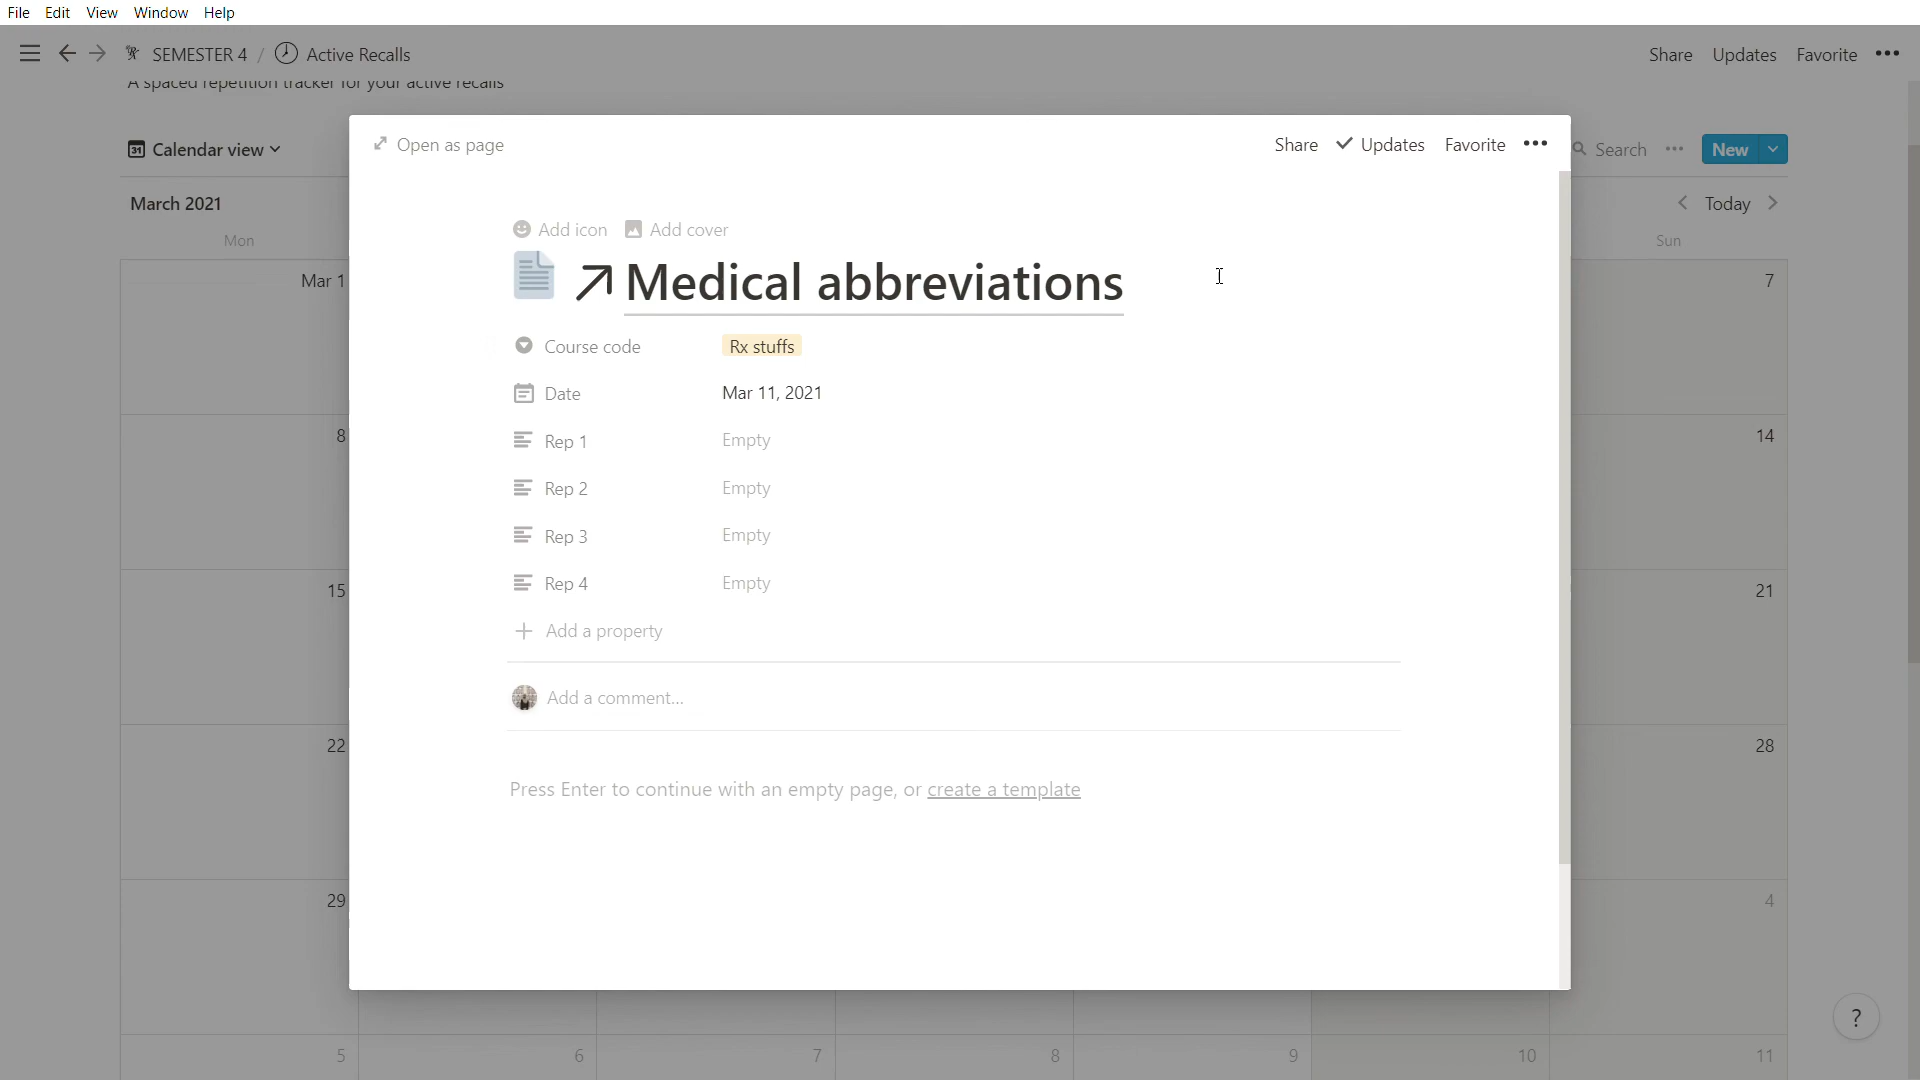 File Edit View Window Help
SEMESTER 4 / Active Recalls
Share Updates Favorite
A spaced repetition tracker for your active recalls
Open as page
Share Updates Favorite
31 Calendar view
Search
New
March 2021
Today
Mon
Sun
Add icon Add cover
Medical abbreviations
Course code Rx stuffs
Date Mar 11, 2021
Rep 1 Empty
Rep 2 Empty
Rep 3 Empty
Rep 4 Empty
+ Add a property
Add a comment...
Press Enter to continue with an empty page, or create a template
Mar 1
7
8
14
15
21
22
28
29
4
?
5 6 7 8 9 10 11